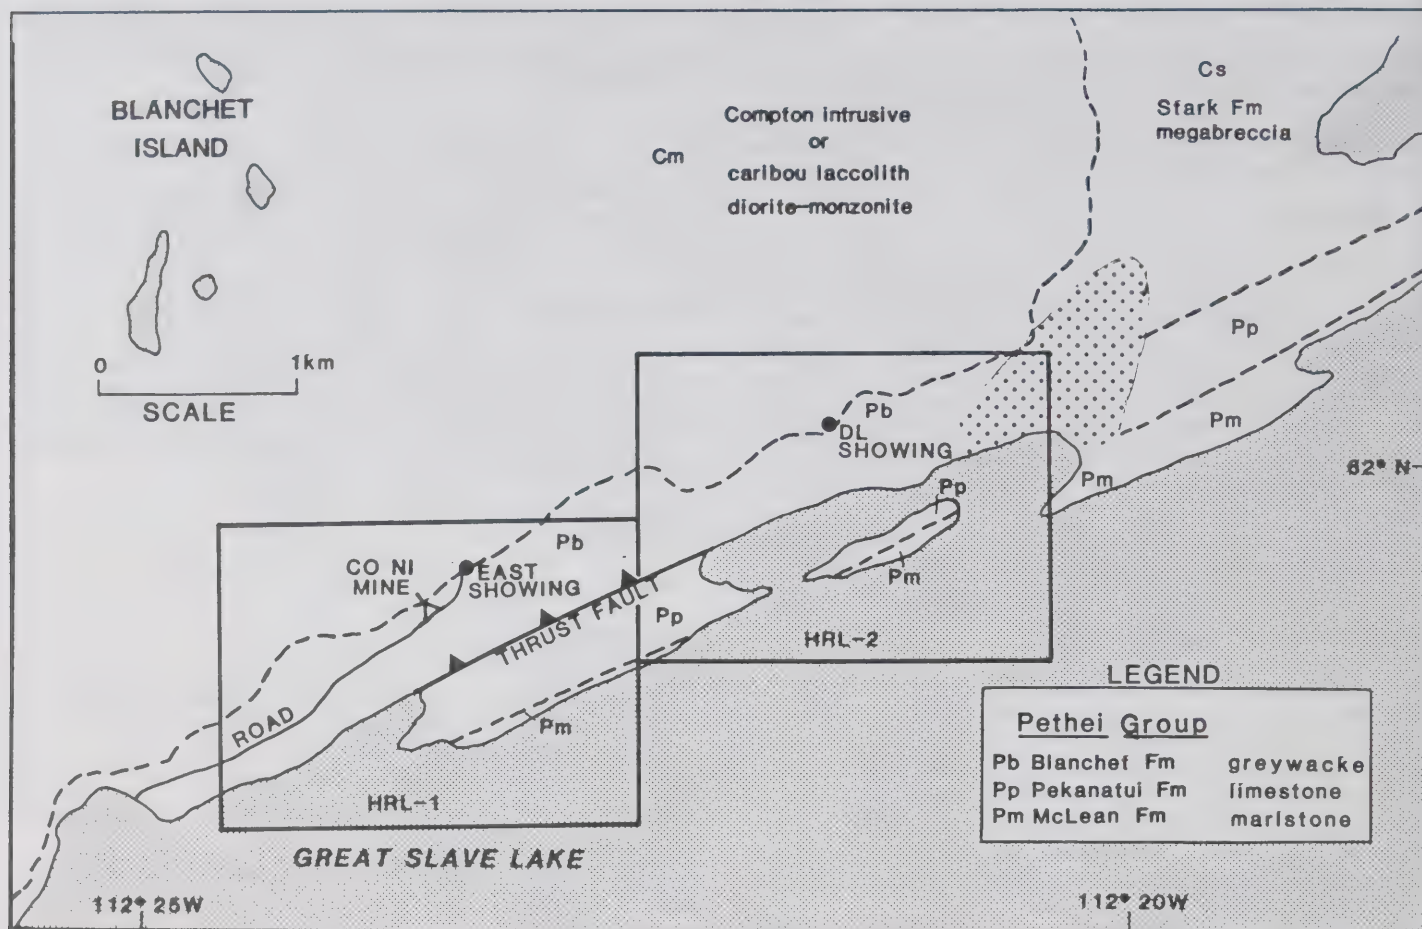 BLANCHET
ISLAND
0 1km
SCALE
Cm
Compton intrusive
or
caribou laccolith
diorite-monzonite
Cs
Stark Fm
megabreccia
Pp
Pm
Pm
62° N
Pb
DL
SHOWING
Pp
Pm
HRL-2
Pb
CO NI
MINE
EAST
SHOWING
THRUST FAULT
Pp
Pm
ROAD
HRL-1
GREAT SLAVE LAKE
112° 25W
112° 20W
LEGEND
Pethei Group
Pb Blanchet Fm greywacke
Pp Pekanatui Fm limestone
Pm McLean Fm marlstone